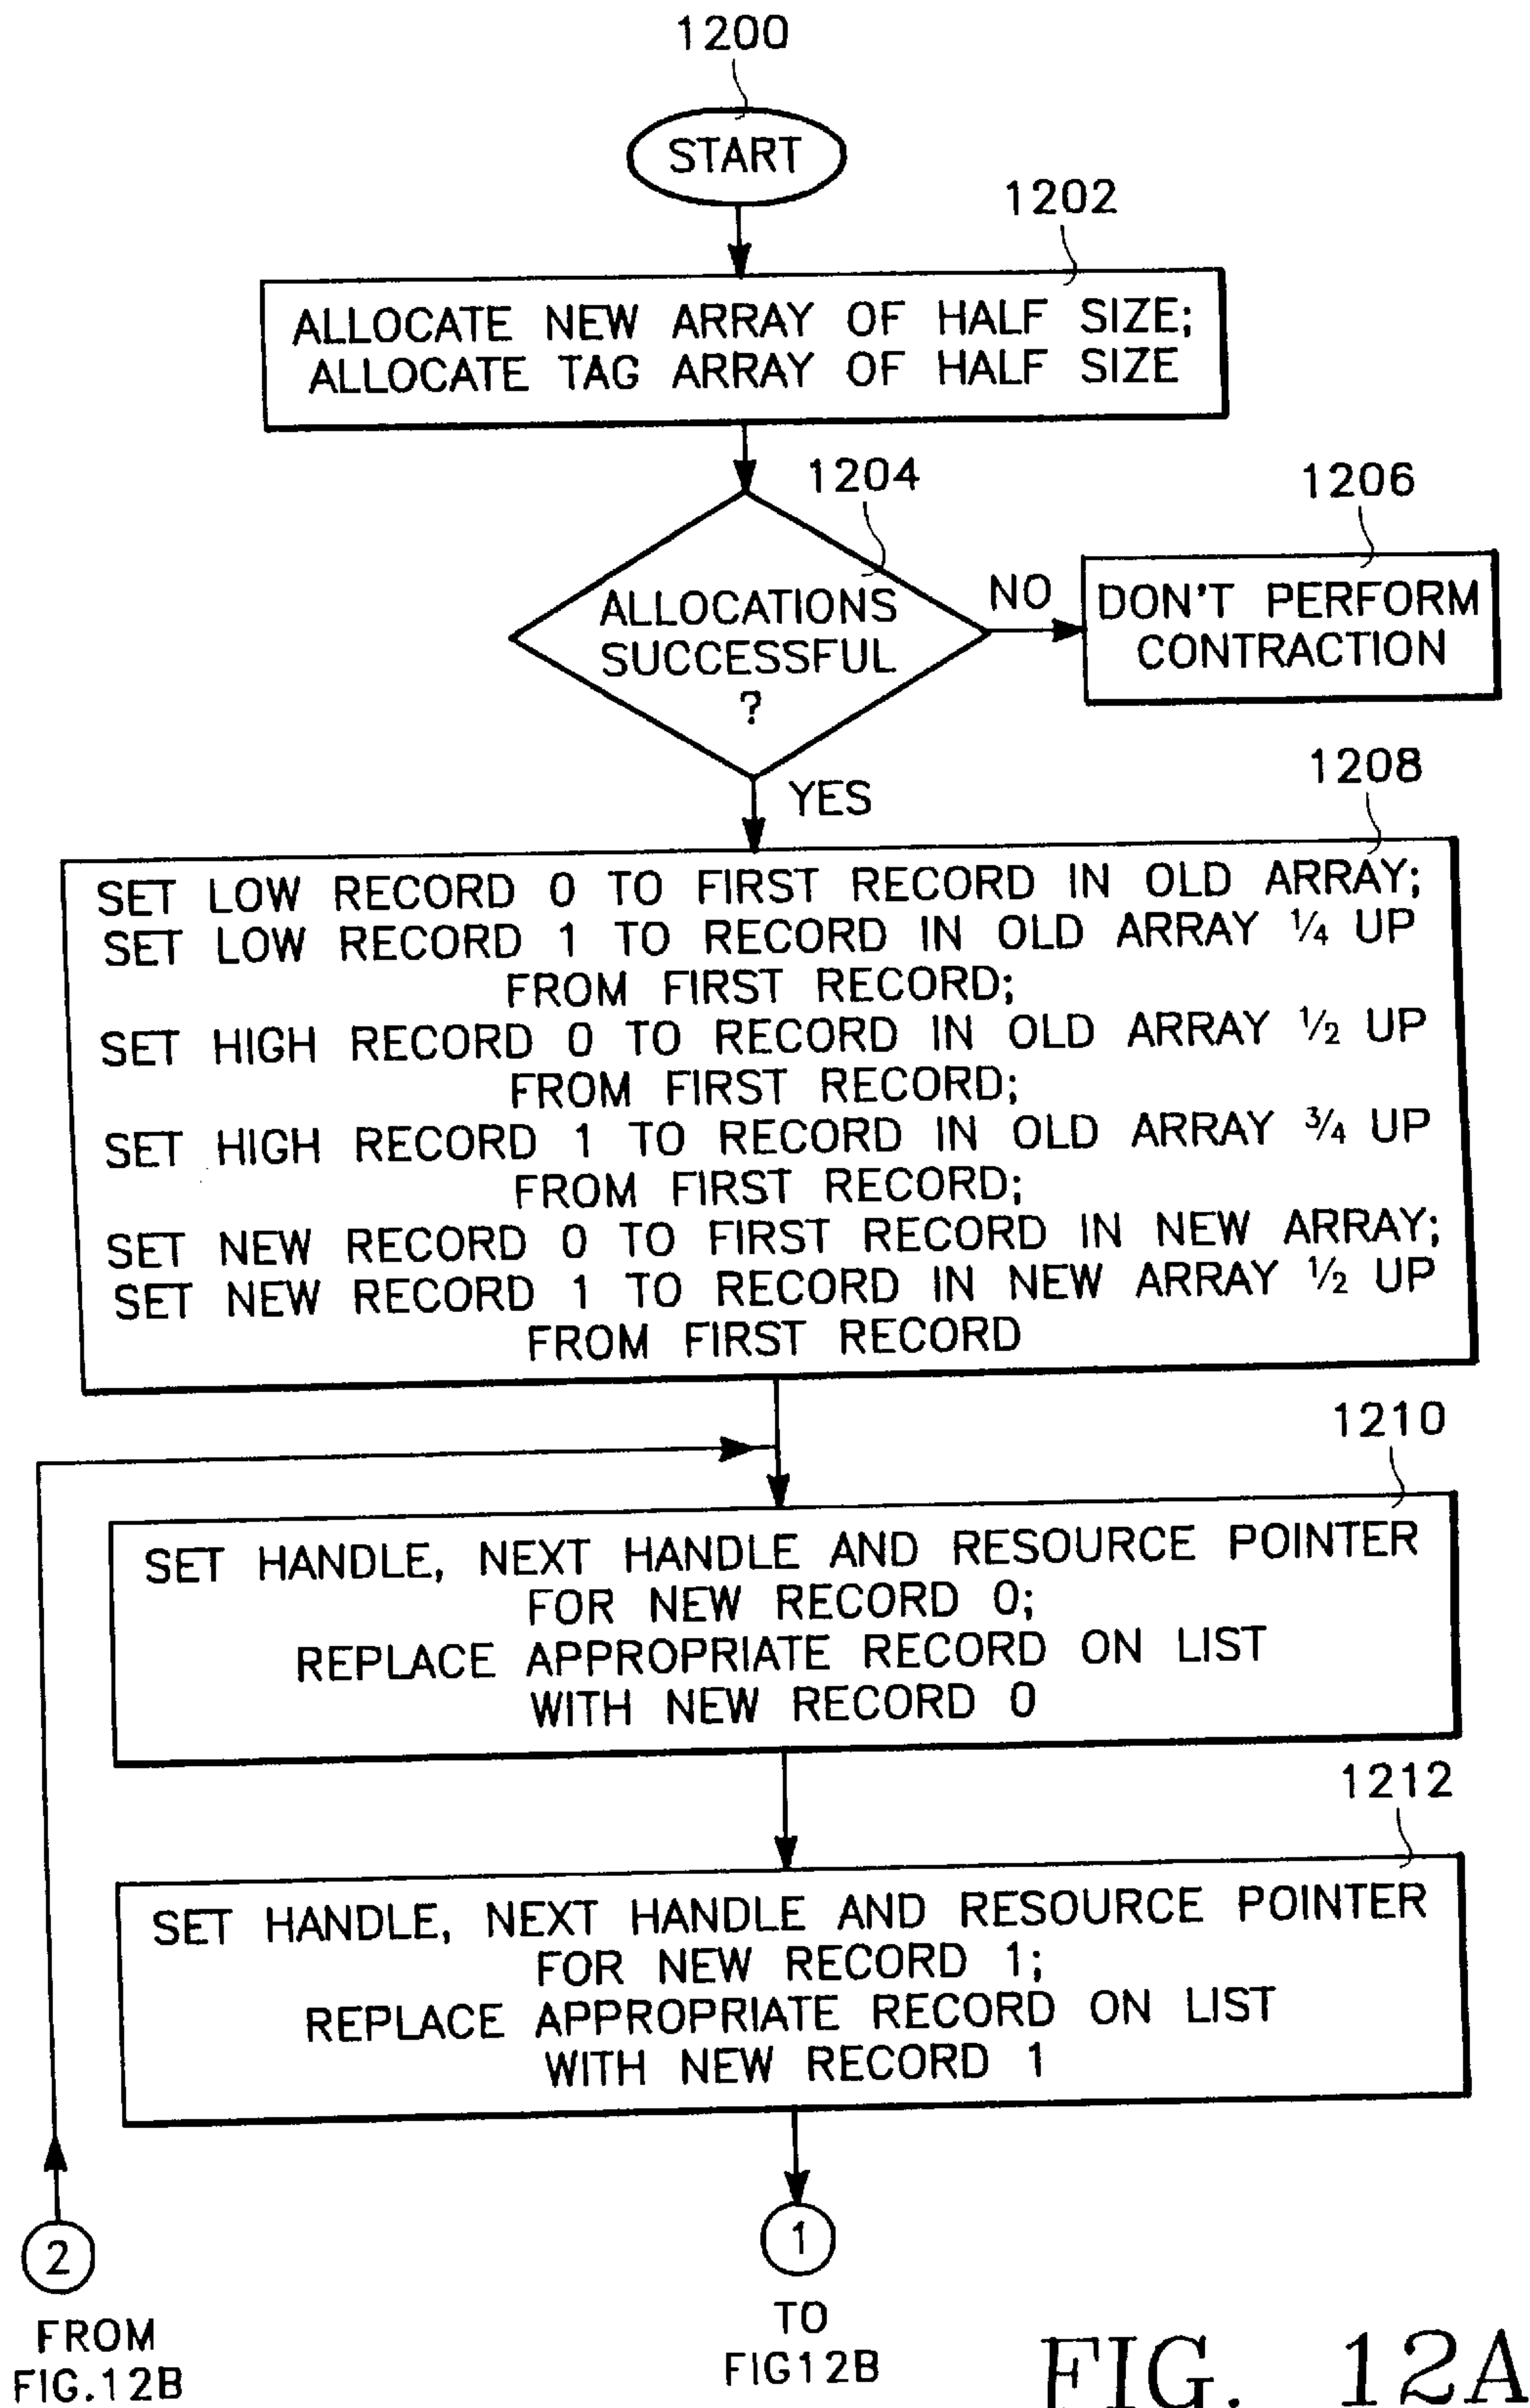 1200
START
1202
ALLOCATE NEW ARRAY OF HALF SIZE;
ALLOCATE TAG ARRAY OF HALF SIZE
1204
ALLOCATIONS
SUCCESSFUL
?
NO
1206
DON'T PERFORM
CONTRACTION
YES
1208
SET LOW RECORD 0 TO FIRST RECORD IN OLD ARRAY;
SET LOW RECORD 1 TO RECORD IN OLD ARRAY ¼ UP
FROM FIRST RECORD;
SET HIGH RECORD 0 TO RECORD IN OLD ARRAY ½ UP
FROM FIRST RECORD;
SET HIGH RECORD 1 TO RECORD IN OLD ARRAY ¾ UP
FROM FIRST RECORD;
SET NEW RECORD 0 TO FIRST RECORD IN NEW ARRAY;
SET NEW RECORD 1 TO RECORD IN NEW ARRAY ½ UP
FROM FIRST RECORD
1210
SET HANDLE, NEXT HANDLE AND RESOURCE POINTER
FOR NEW RECORD 0;
REPLACE APPROPRIATE RECORD ON LIST
WITH NEW RECORD 0
1212
SET HANDLE, NEXT HANDLE AND RESOURCE POINTER
FOR NEW RECORD 1;
REPLACE APPROPRIATE RECORD ON LIST
WITH NEW RECORD 1
2
FROM
FIG.12B
1
TO
FIG12B
FIG. 12A